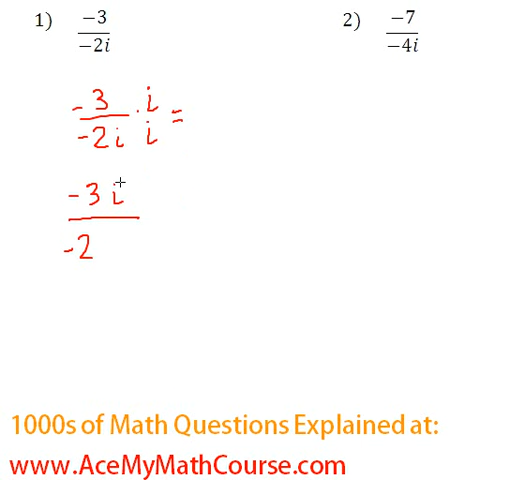 1) -3/-2i 2) -7/-4i
-3/-2i · i/i =
-3i/-2
1000s of Math Questions Explained at:
www.AceMyMathCourse.com